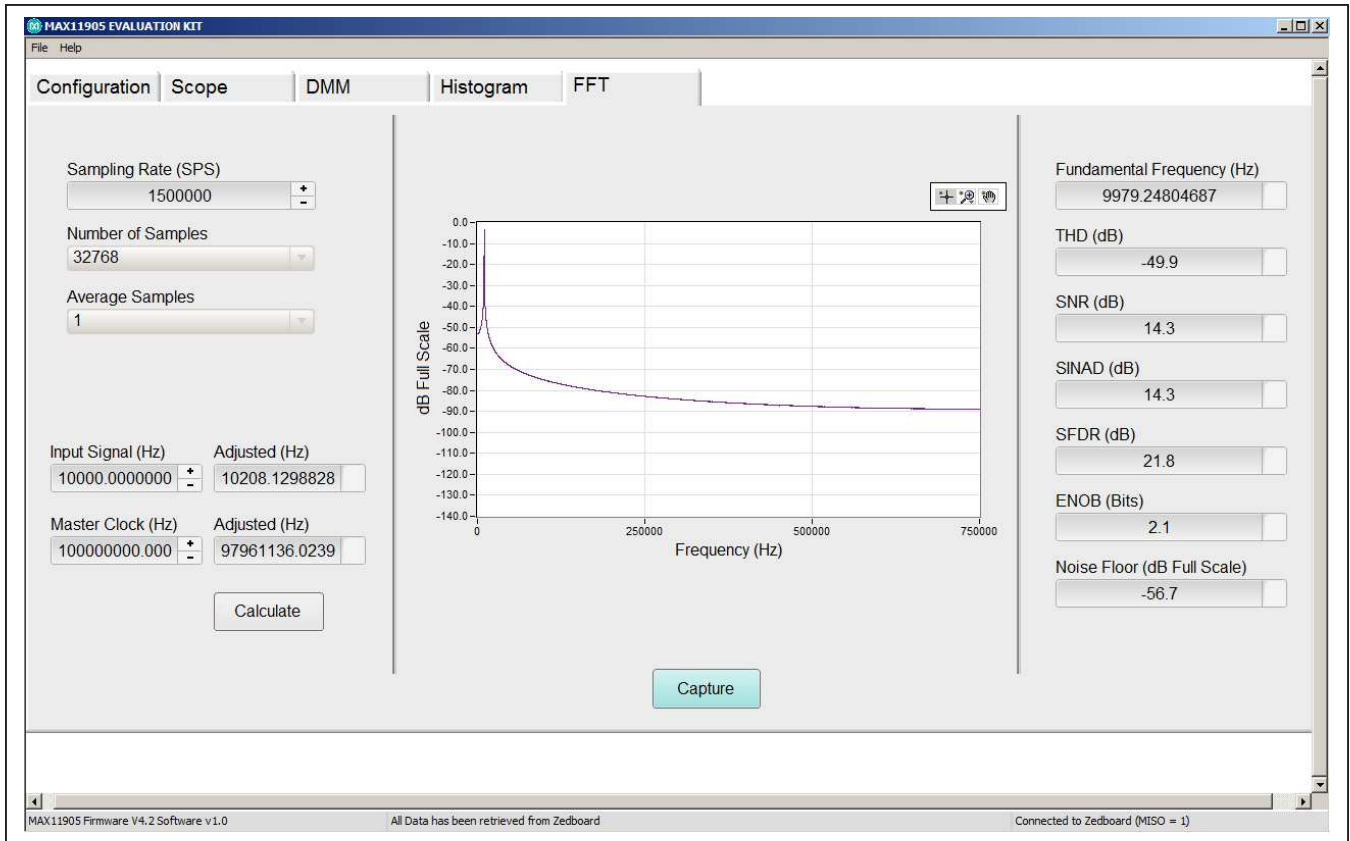 MAX11905 EVALUATION KIT
File Help
Configuration Scope DMM Histogram FFT
Sampling Rate (SPS)
1500000
Number of Samples
32768
Average Samples
1
Input Signal (Hz) Adjusted (Hz)
10000.0000000 10208.1298828
Master Clock (Hz) Adjusted (Hz)
100000000.000 97961136.0239
Calculate
dB Full Scale
0.0
-10.0
-20.0
-30.0
-40.0
-50.0
-60.0
-70.0
-80.0
-90.0
-100.0
-110.0
-120.0
-130.0
-140.0
0 250000 500000 750000
Frequency (Hz)
Capture
Fundamental Frequency (Hz)
9979.24804687
THD (dB)
-49.9
SNR (dB)
14.3
SINAD (dB)
14.3
SFDR (dB)
21.8
ENOB (Bits)
2.1
Noise Floor (dB Full Scale)
-56.7
MAX11905 Firmware V4.2 Software v1.0 All Data has been retrieved from Zedboard Connected to Zedboard (MISO = 1)